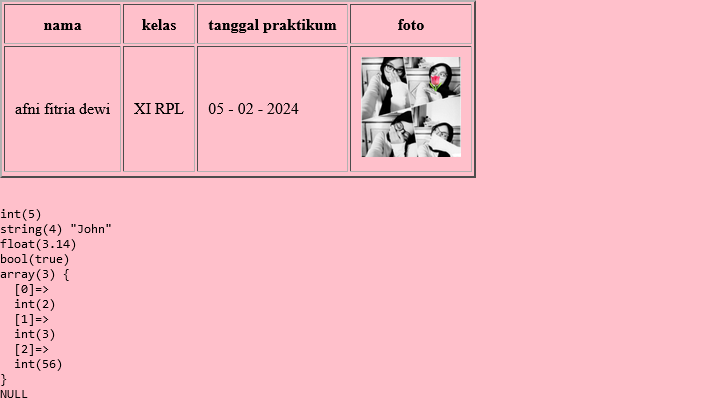 nama kelas tanggal praktikum foto
afni fitria dewi XI RPL 05 - 02 - 2024
int(5)
string(4) "John"
float(3.14)
bool(true)
array(3) {
  [0]=>
  int(2)
  [1]=>
  int(3)
  [2]=>
  int(56)
}
NULL